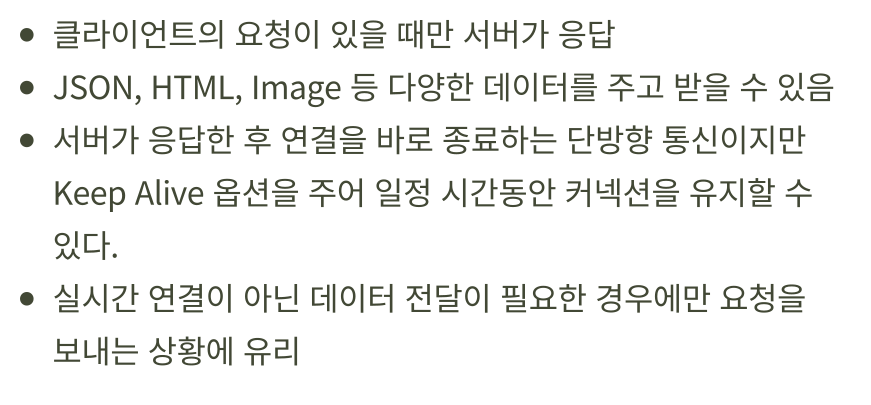 • 클라이언트의 요청이 있을 때만 서버가 응답
• JSON, HTML, Image 등 다양한 데이터를 주고 받을 수 있음
• 서버가 응답한 후 연결을 바로 종료하는 단방향 통신이지만
Keep Alive 옵션을 주어 일정 시간동안 커넥션을 유지할 수
있다.
• 실시간 연결이 아닌 데이터 전달이 필요한 경우에만 요청을
보내는 상황에 유리